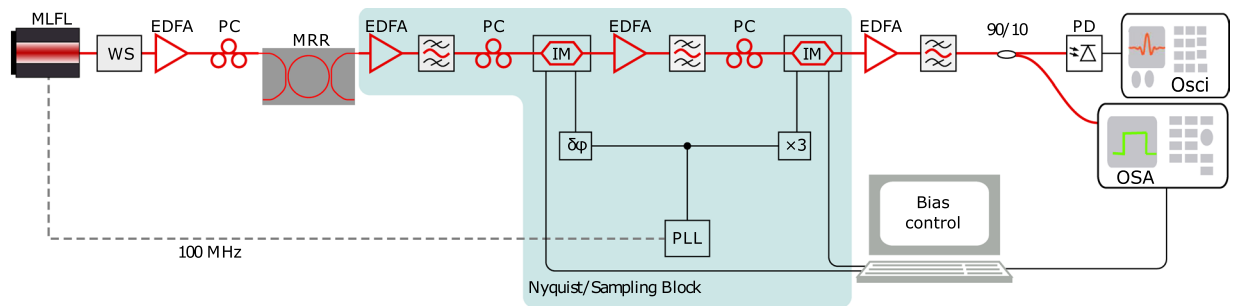 MLFL
WS
EDFA
PC
MRR
EDFA
PC
IM
EDFA
PC
IM
EDFA
90/10
PD
Osci
OSA
δφ
×3
PLL
100 MHz
Bias
control
Nyquist/Sampling Block